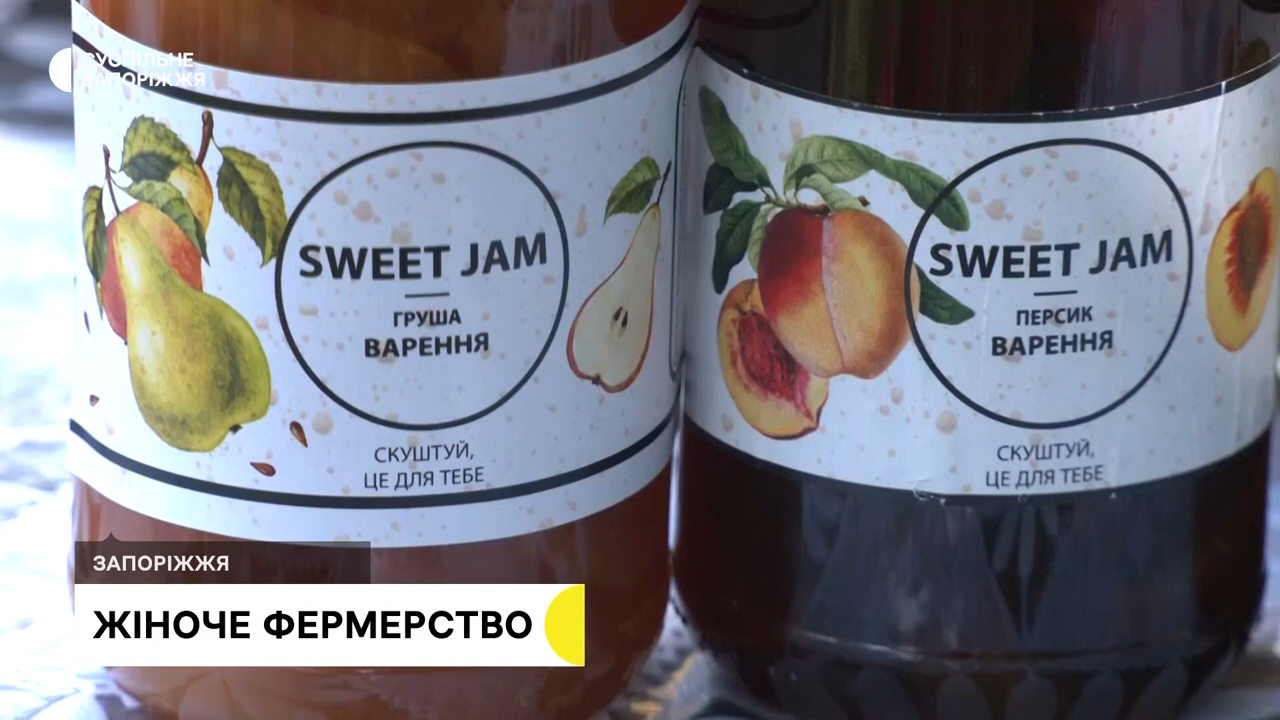 СУСПІЛЬНЕ
ЗАПОРІЖЖЯ
SWEET JAM
ГРУША
ВАРЕННЯ
СКУШТУЙ,
ЦЕ ДЛЯ ТЕБЕ
SWEET JAM
ПЕРСИК
ВАРЕННЯ
СКУШТУЙ,
ЦЕ ДЛЯ ТЕБЕ
ЗАПОРІЖЖЯ
ЖІНОЧЕ ФЕРМЕРСТВО